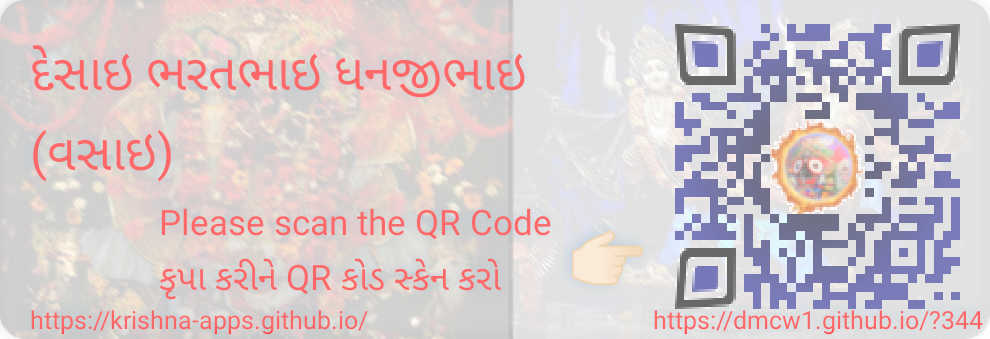 દેસાઇ ભરતભાઇ ધનજીભાઇ
(વસાઇ)
Please scan the QR Code
કૃપા કરીને QR કોડ સ્કેન કરો
https://krishna-apps.github.io/
https://dmcw1.github.io/?344